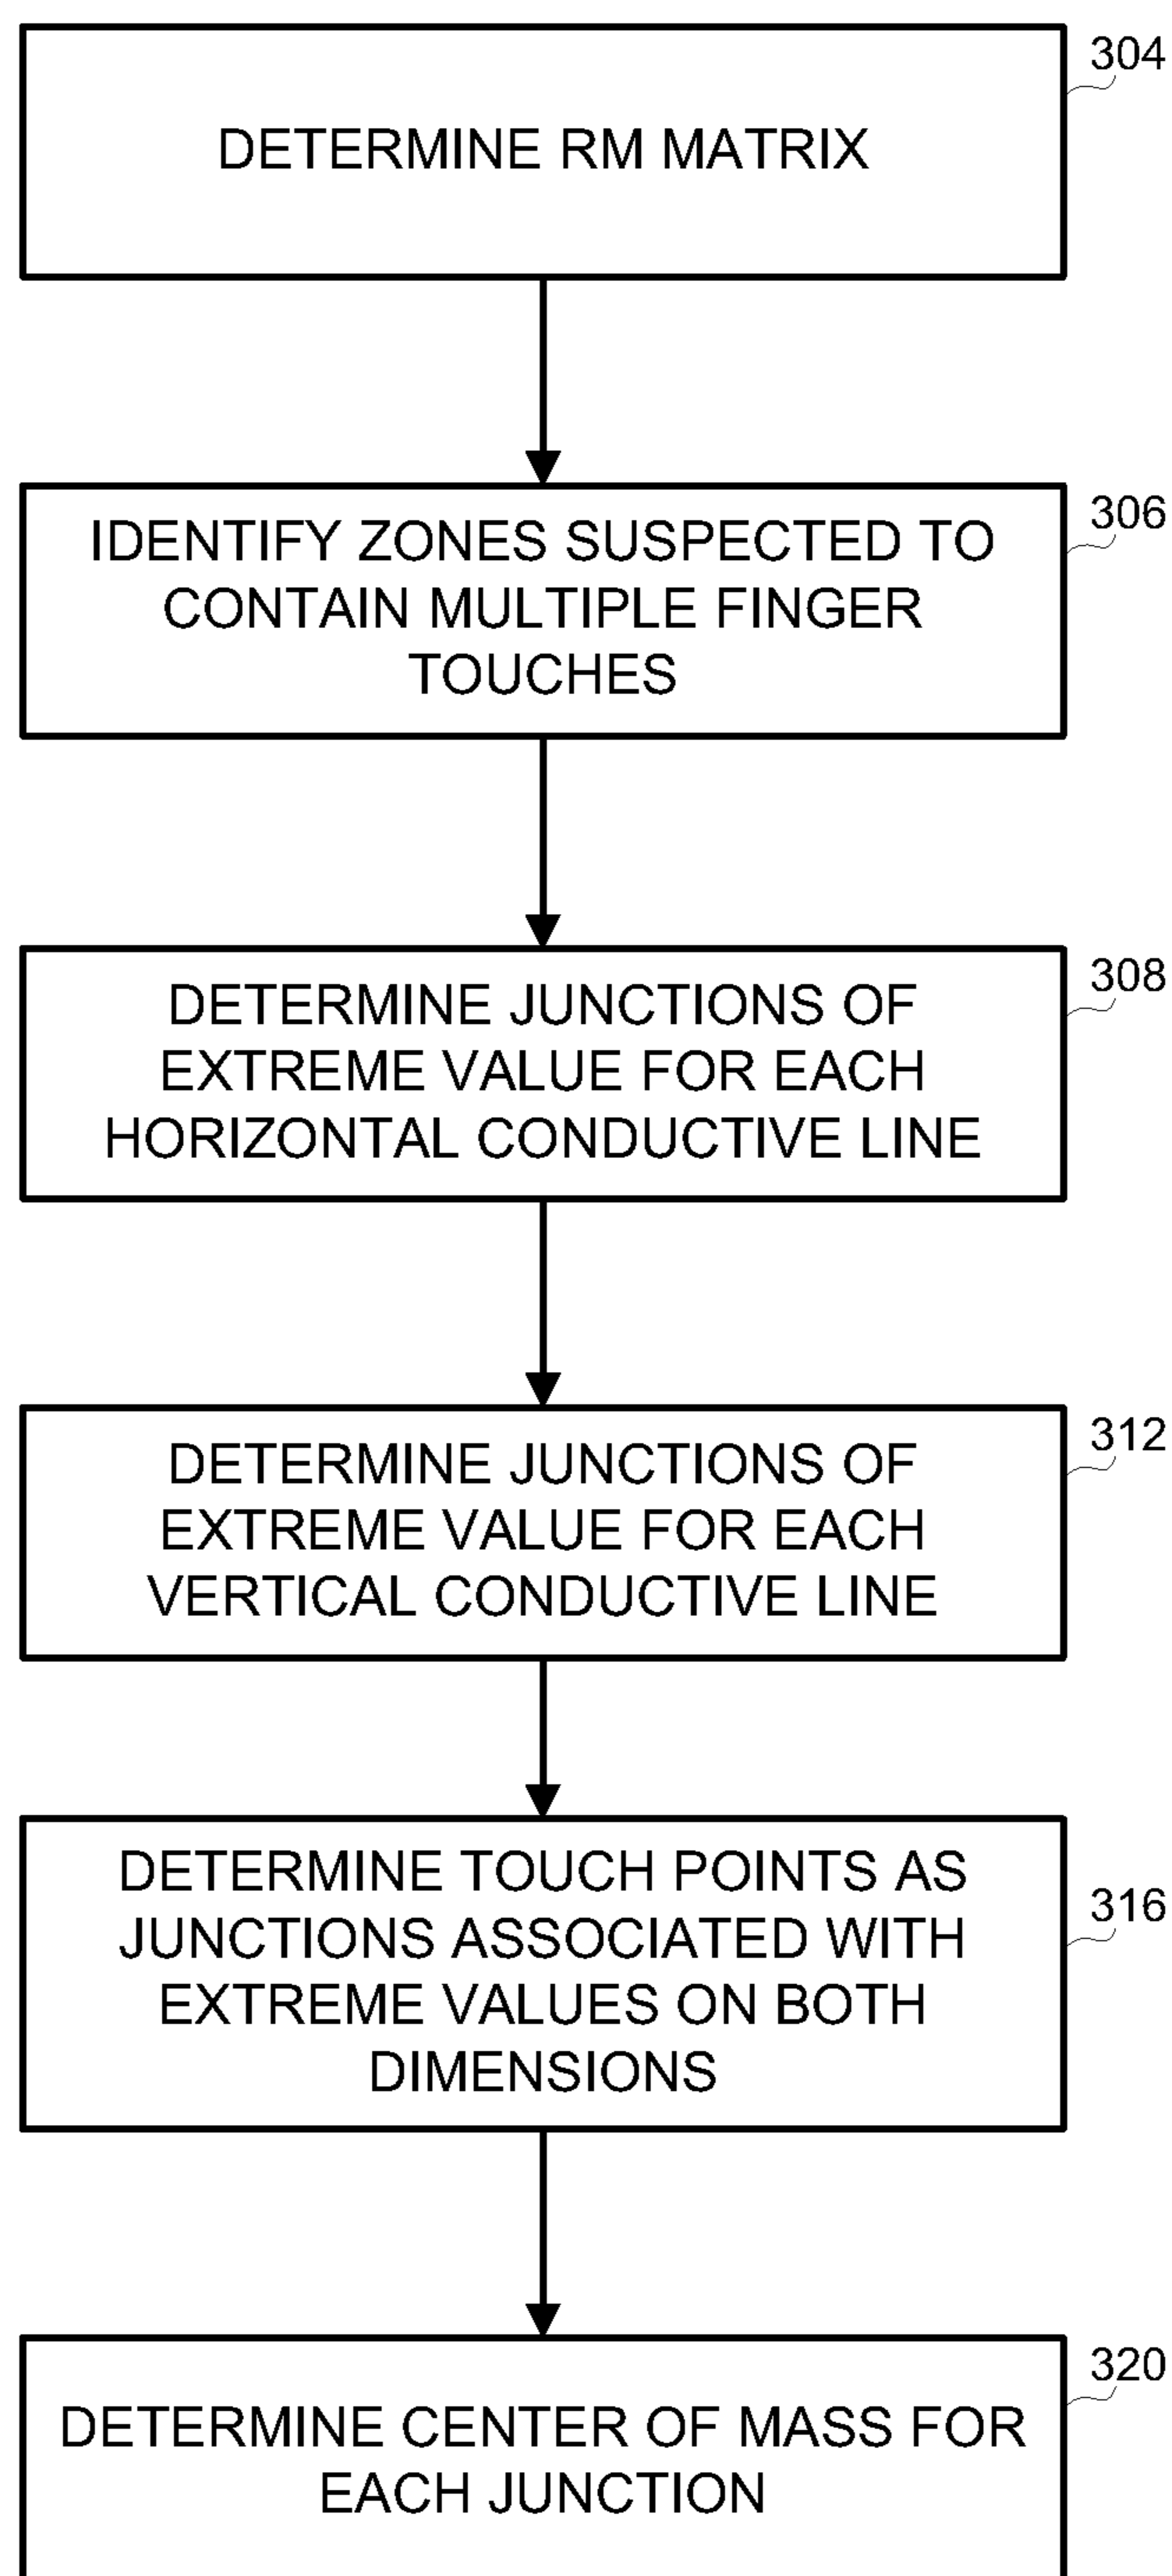 304
DETERMINE RM MATRIX
306
IDENTIFY ZONES SUSPECTED TO
CONTAIN MULTIPLE FINGER
TOUCHES
308
DETERMINE JUNCTIONS OF
EXTREME VALUE FOR EACH
HORIZONTAL CONDUCTIVE LINE
312
DETERMINE JUNCTIONS OF
EXTREME VALUE FOR EACH
VERTICAL CONDUCTIVE LINE
316
DETERMINE TOUCH POINTS AS
JUNCTIONS ASSOCIATED WITH
EXTREME VALUES ON BOTH
DIMENSIONS
320
DETERMINE CENTER OF MASS FOR
EACH JUNCTION